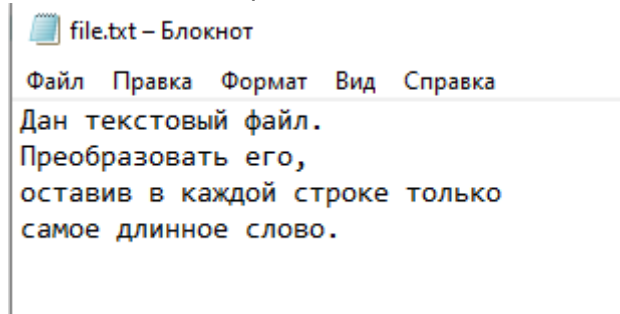 file.txt – Блокнот
Файл Правка Формат Вид Справка
Дан текстовый файл.
Преобразовать его,
оставив в каждой строке только
самое длинное слово.